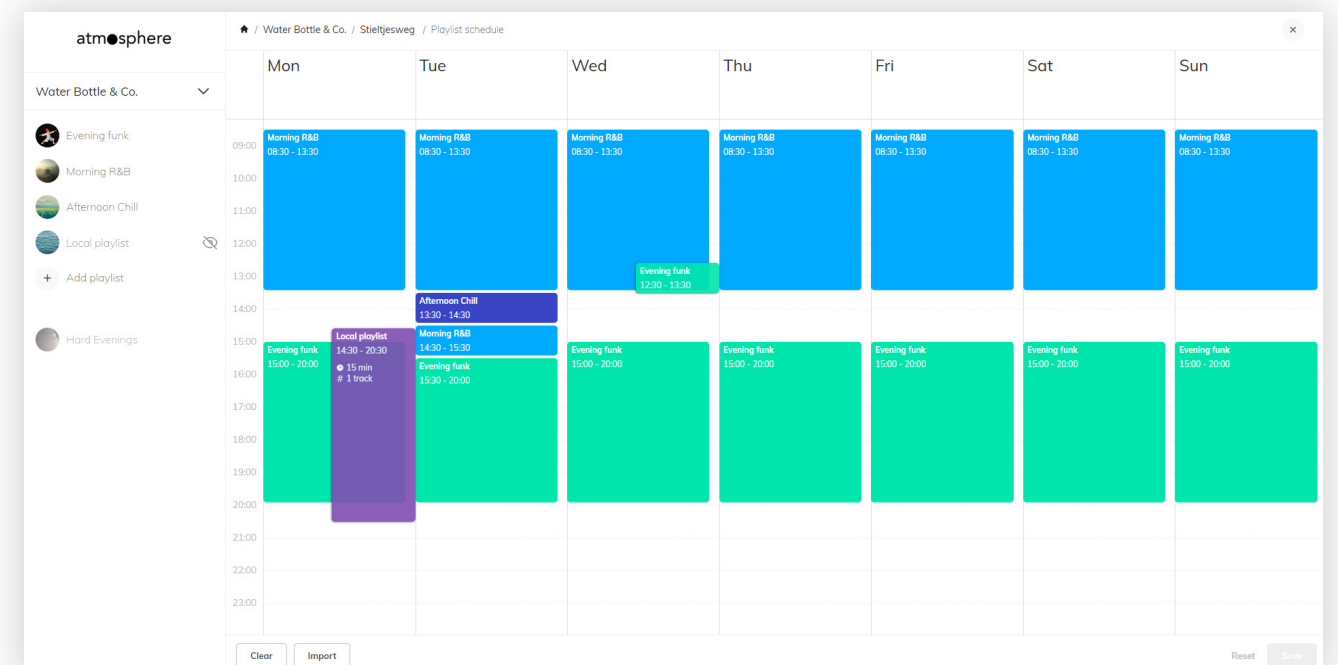 atmosphere
Water Bottle & Co.
Evening funk
Morning R&B
Afternoon Chill
Local playlist
+ Add playlist
Hard Evenings
/ Water Bottle & Co. / Stieltjesweg / Playlist schedule
×
Mon Tue Wed Thu Fri Sat Sun
09:00
10:00
11:00
12:00
13:00
14:00
15:00
16:00
17:00
18:00
19:00
20:00
21:00
22:00
23:00
Morning R&B
08:30 - 13:30
Evening funk
15:00 - 20:00
Local playlist
14:30 - 20:30
15 min
# 1 track
Morning R&B
08:30 - 13:30
Afternoon Chill
13:30 - 14:30
Morning R&B
14:30 - 15:30
Evening funk
15:30 - 20:00
Morning R&B
08:30 - 13:30
Evening funk
12:30 - 13:30
Evening funk
15:00 - 20:00
Morning R&B
08:30 - 13:30
Evening funk
15:00 - 20:00
Morning R&B
08:30 - 13:30
Evening funk
15:00 - 20:00
Morning R&B
08:30 - 13:30
Evening funk
15:00 - 20:00
Morning R&B
08:30 - 13:30
Evening funk
15:00 - 20:00
Clear Import Reset Save